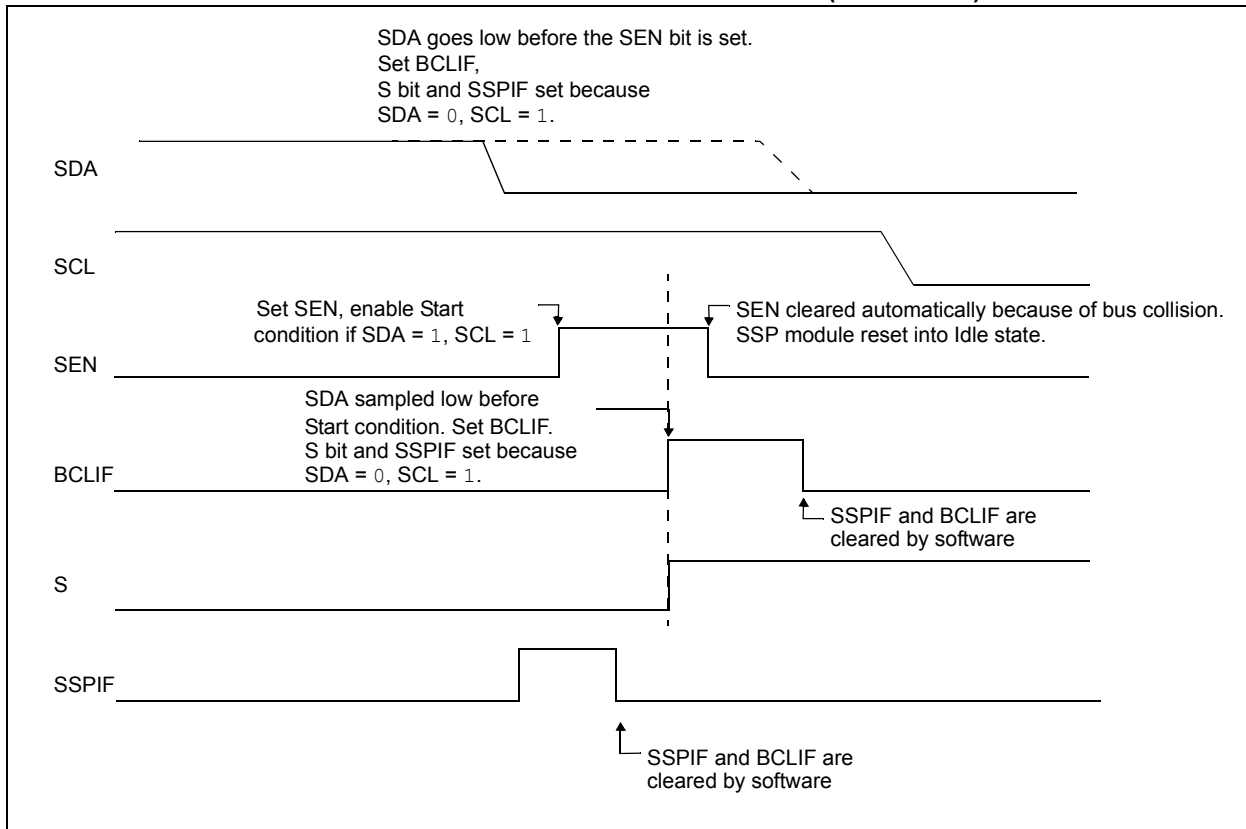 SDA goes low before the SEN bit is set.
Set BCLIF,
S bit and SSPIF set because
SDA = 0, SCL = 1.
SDA
SCL
Set SEN, enable Start
condition if SDA = 1, SCL = 1
SEN cleared automatically because of bus collision.
SSP module reset into Idle state.
SEN
SDA sampled low before
Start condition. Set BCLIF.
S bit and SSPIF set because
SDA = 0, SCL = 1.
BCLIF
SSPIF and BCLIF are
cleared by software
S
SSPIF
SSPIF and BCLIF are
cleared by software